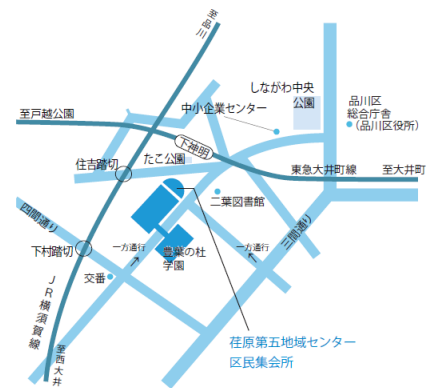 至品川
しながわ中央
公園
中小企業センター
品川区
総合庁舎
(品川区役所)
至戸越公園
下神明
住吉踏切
たこ公園
東急大井町線
至大井町
二葉図書館
四間通り
三間通り
下村踏切
一方通行
豊葉の杜
学園
一方通行
交番
JR横須賀線
至西大井
荏原第五地域センター
区民集会所